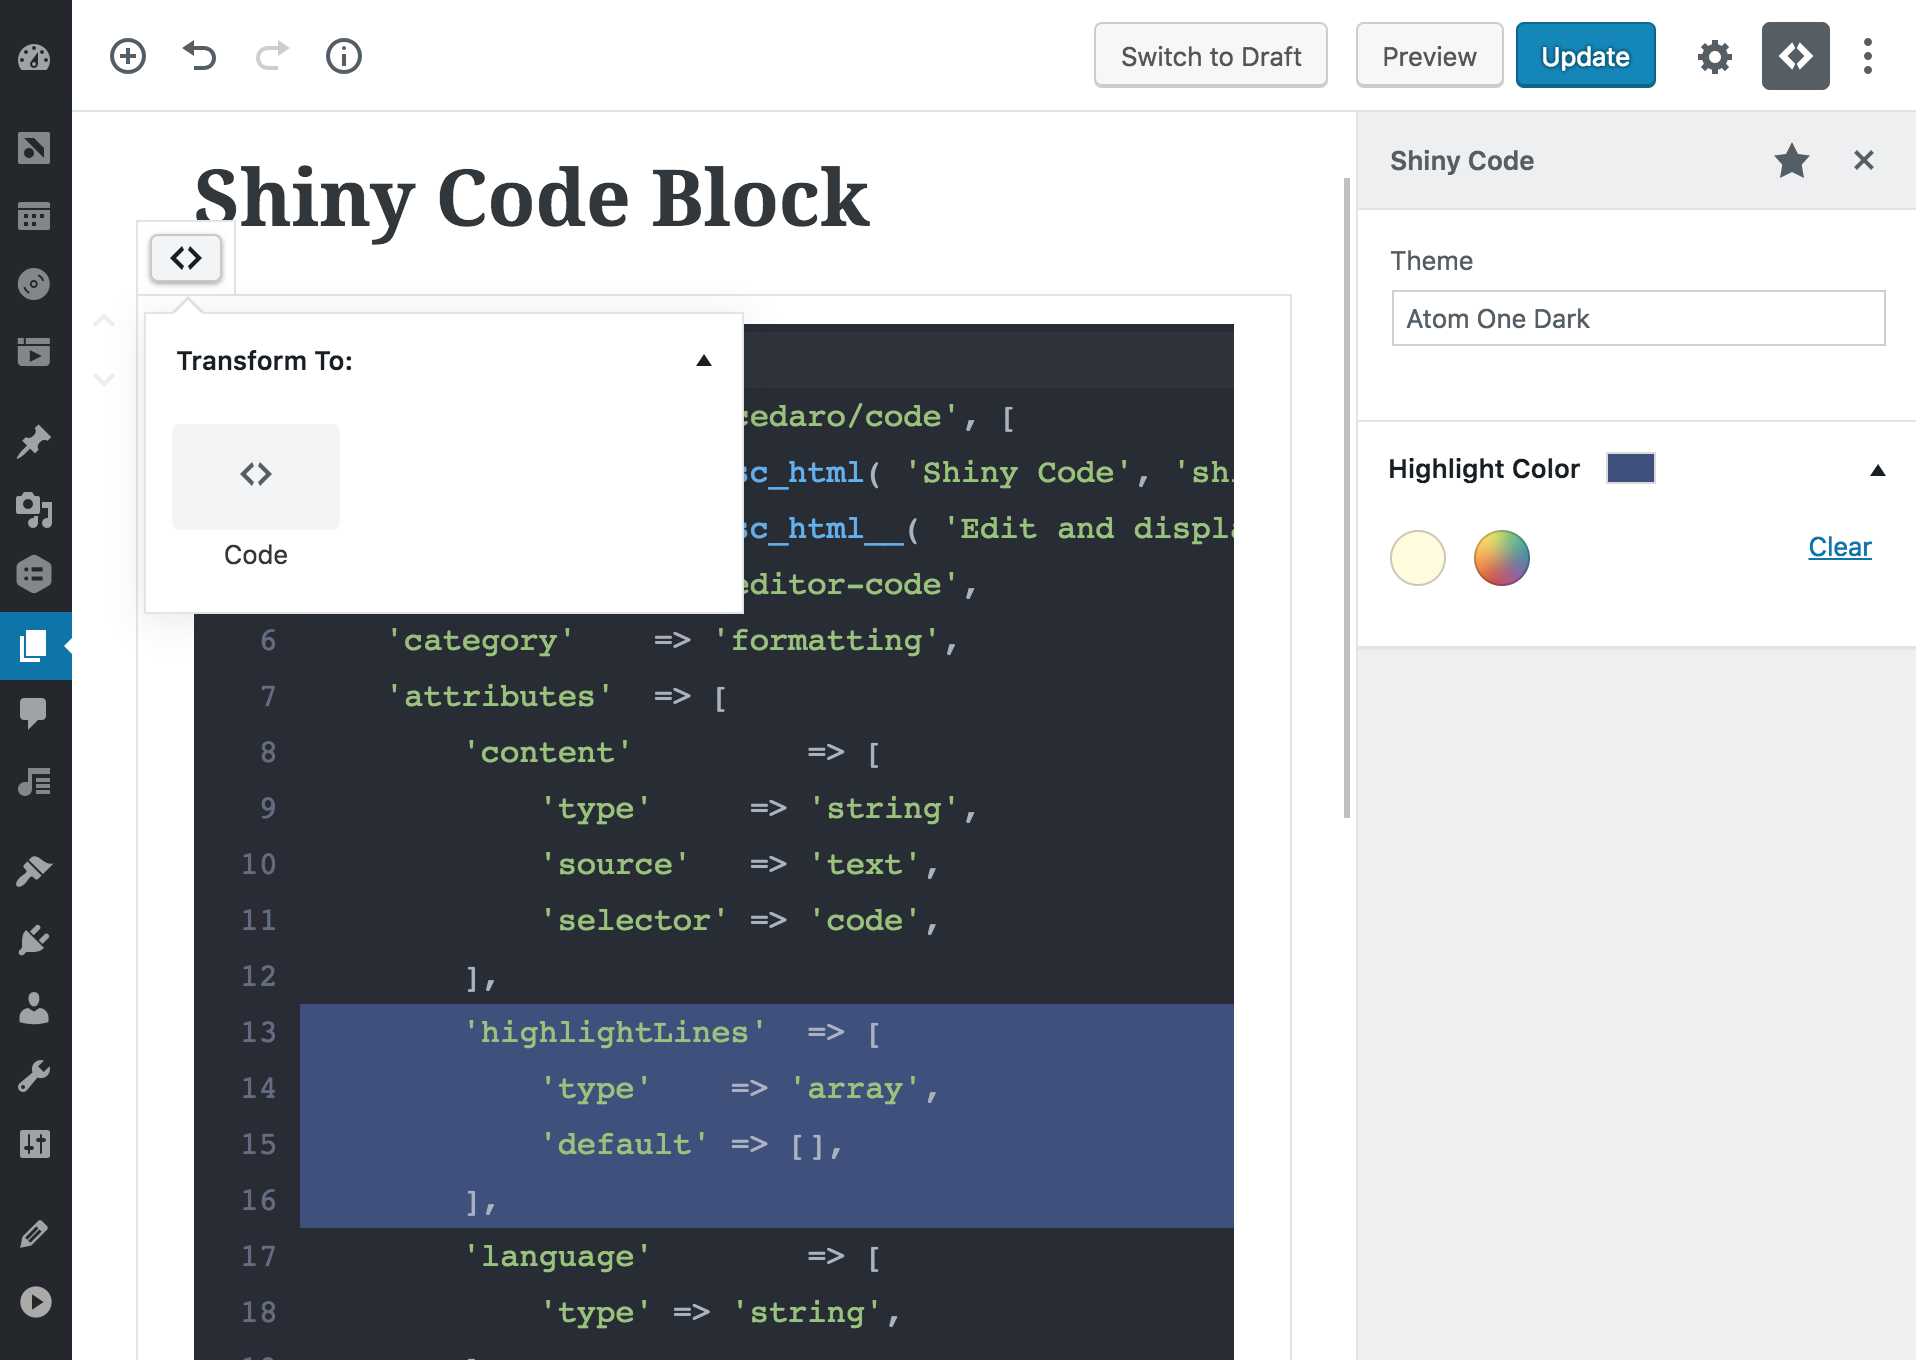 Switch to Draft
Preview
Update
Shiny Code Block
Transform To:
Code
cedaro/code', [
sc_html( 'Shiny Code', 'sh
sc_html__( 'Edit and displ
editor-code',
6 'category' => 'formatting',
7 'attributes' => [
8 'content' => [
9 'type' => 'string',
10 'source' => 'text',
11 'selector' => 'code',
12 ],
13 'highlightLines' => [
14 'type' => 'array',
15 'default' => [],
16 ],
17 'language' => [
18 'type' => 'string',
Shiny Code
Theme
Atom One Dark
Highlight Color
Clear